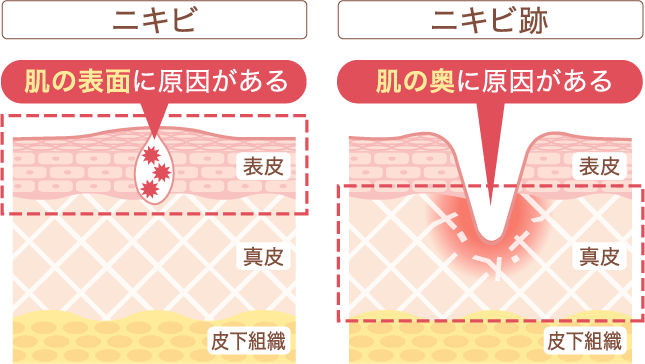 ニキビ
肌の表面に原因がある
表皮
真皮
皮下組織
ニキビ跡
肌の奥に原因がある
表皮
真皮
皮下組織